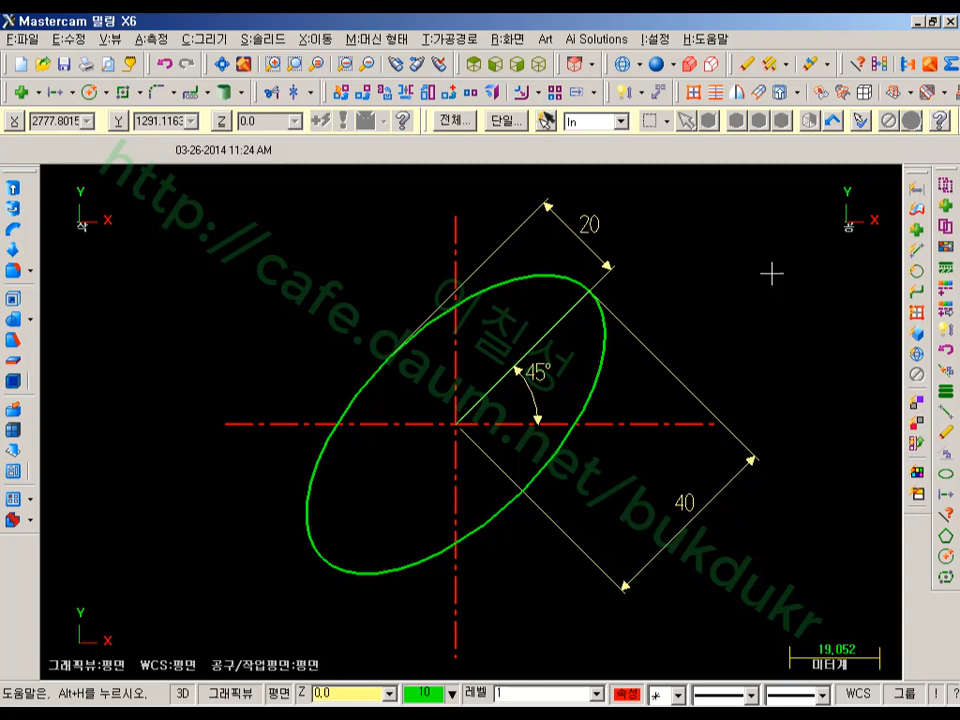 Mastercam 밀링 X6
F:파일 E:수정 V:뷰 A:측정 C:그리기 S:솔리드 X:이동 M:머신 형태 T:가공경로 R:화면 Art Ai Solutions I:설정 H:도움말
X 2777.8015 Y 1291.1163 Z 0.0 전체... 단일... In
03-26-2014 11:24 AM
http://cafe.daum.net/bukdukr
이칠성
Y
X
작
Y
X
공
20
45°
40
Y
X
19.052
미터계
그래픽뷰:평면 WCS:평면 공구/작업평면:평면
도움말은, Alt+H를 누르시오. 3D 그래픽뷰 평면 Z 0.0 10 레벨 1 속성 WCS 그룹 ! ?